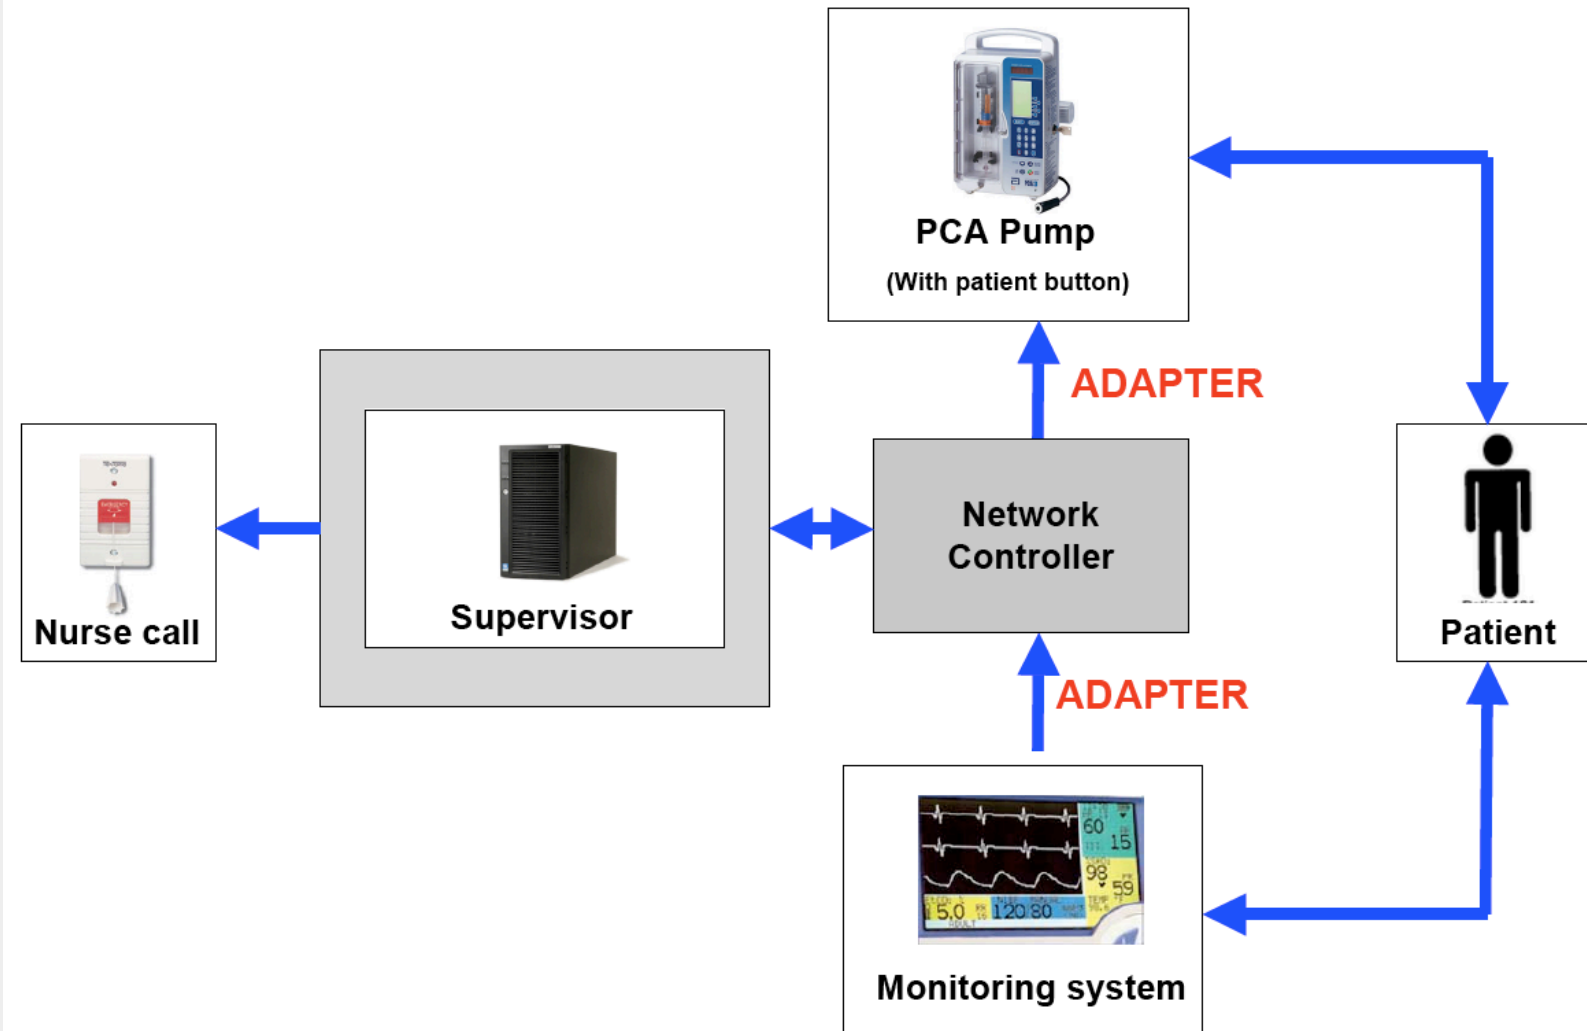 PCA Pump
(With patient button)
ADAPTER
Network
Controller
Supervisor
Nurse call
Patient
ADAPTER
60
15
98
59
5.0
120 80
ADULT
Monitoring system